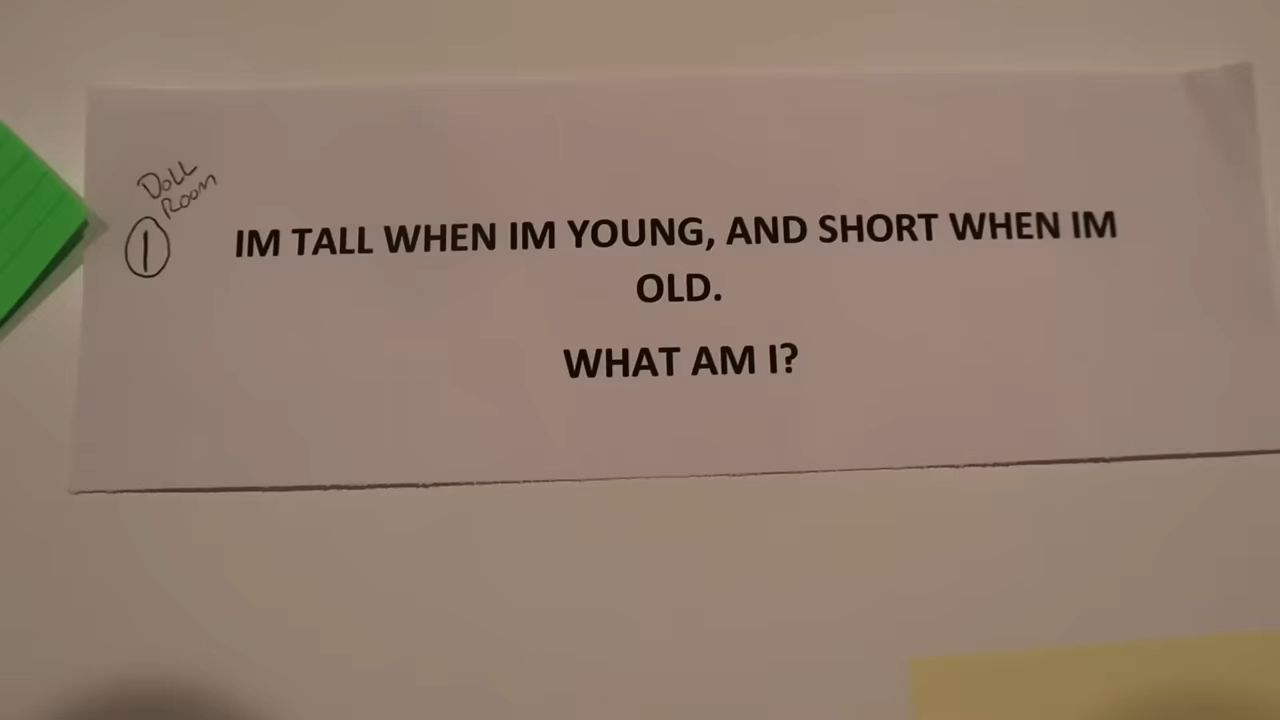 DOLL
ROOM
1
IM TALL WHEN IM YOUNG, AND SHORT WHEN IM
OLD.
WHAT AM I?